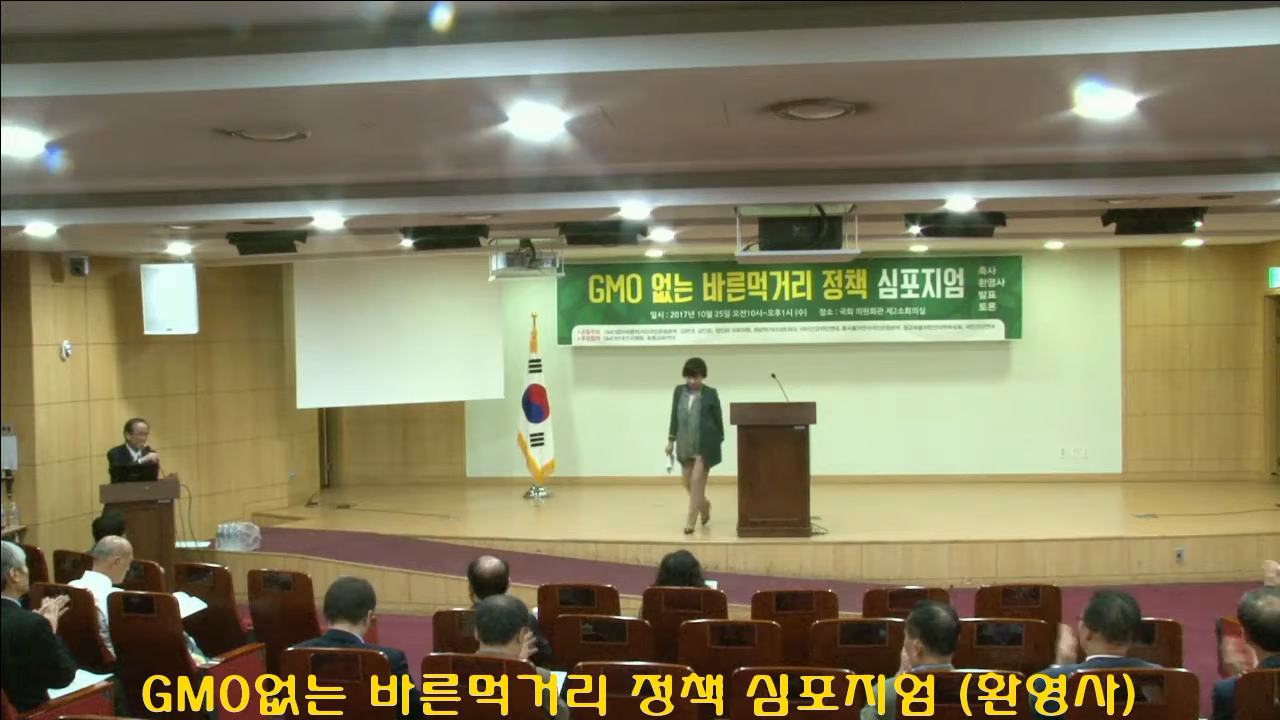 GMO 없는 바른먹거리 정책 심포지엄
축사
환영사
발표
토론
일시 : 2017년 10월 25일 오전10시~오후1시 (수) 장소 : 국회 의원회관 제2소회의실
GMO없는 바른먹거리 정책 심포지엄 (환영사)